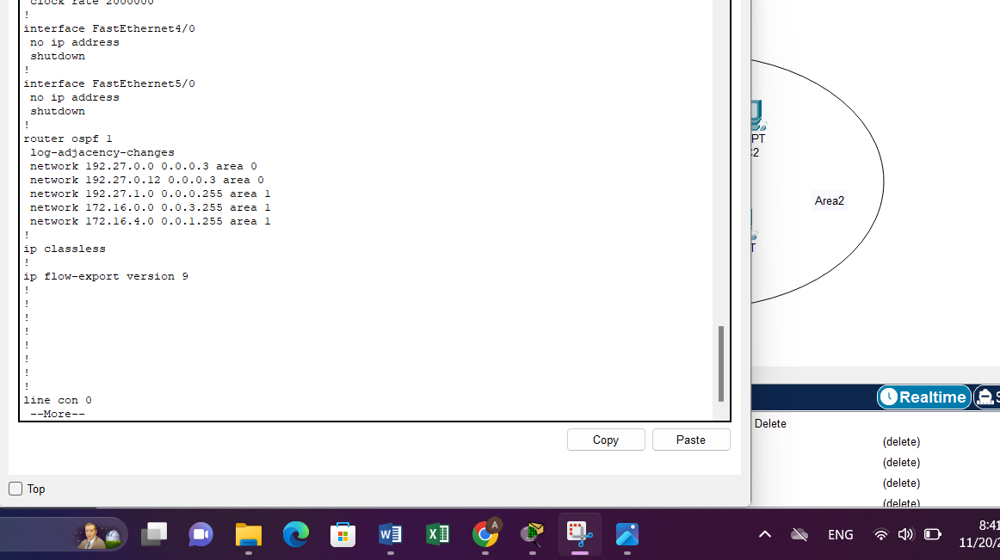 clock rate 2000000
!
interface FastEthernet4/0
no ip address
shutdown
!
interface FastEthernet5/0
no ip address
shutdown
!
router ospf 1
log-adjacency-changes
network 192.27.0.0 0.0.0.3 area 0
network 192.27.0.12 0.0.0.3 area 0
network 192.27.1.0 0.0.0.255 area 1
network 172.16.0.0 0.0.3.255 area 1
network 172.16.4.0 0.0.1.255 area 1
!
ip classless
!
ip flow-export version 9
!
!
!
!
!
!
!
!
line con 0
--More--
Copy
Paste
Top
PT
C2
Area2
T
Realtime
S
Delete
(delete)
(delete)
(delete)
(delete)
A
ENG
8:41
11/20/2